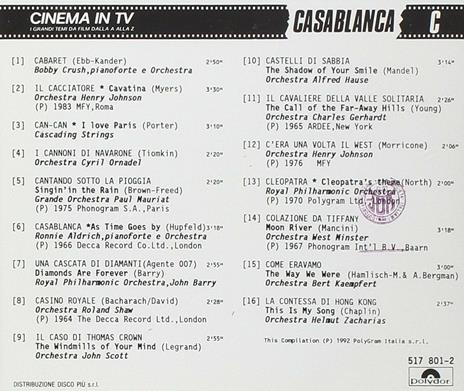 CINEMA IN TV
I GRANDI TEMI DA FILM DALLA A ALLA Z
CASABLANCA
C
[1] CABARET (Ebb-Kander) 2'50"
Bobby Crush,pianoforte e Orchestra
[2] IL CACCIATORE * Cavatina (Myers) 3'30"
Orchestra Henry Johnson
(P) 1983 MFY,Roma
[3] CAN-CAN * I love Paris (Porter) 3'10"
Cascading Strings
[4] I CANNONI DI NAVARONE (Tiomkin) 2'20"
Orchestra Cyril Ornadel
[5] CANTANDO SOTTO LA PIOGGIA 2'20"
Singin'in the Rain (Brown-Freed)
Grande Orchestra Paul Mauriat
(P) 1975 Phonogram S.A.,Paris
[6] CASABLANCA *As Time Goes by (Hupfeld) 3'18"
Ronnie Aldrich,pianoforte e Orchestra
(P) 1966 Decca Record Co.Ltd.,London
[7] UNA CASCATA DI DIAMANTI(Agente 007) 2'55"
Diamonds Are Forever (Barry)
Royal Philharmonic Orchestra,John Barry
[8] CASINO ROYALE (Bacharach/David) 2'28"
Orchestra Roland Shaw
(P) 1964 The Decca Record Ltd.,London
[9] IL CASO DI THOMAS CROWN 2'55"
The Windmills of Your Mind (Legrand)
Orchestra John Scott
[10] CASTELLI DI SABBIA 3'14"
The Shadow of Your Smile (Mandel)
Orchestra Alfred Hause
[11] IL CAVALIERE DELLA VALLE SOLITARIA 2'26"
The Call of the Far-Away Hills (Young)
Orchestra Charles Gerhardt
(P) 1965 ARDEE,New York
[12] C'ERA UNA VOLTA IL WEST (Morricone) 2'06"
Orchestra Henry Johnson
(P) 1976 MFY
[13] CLEOPATRA * Cleopatra's theme(North) 2'00"
Royal Philharmonic Orchestra
(P) 1970 Polygram Ltd.,London
[14] COLAZIONE DA TIFFANY 3'18"
Moon River (Mancini)
Orchestra West Minster
(P) 1967 Phonogram Int'l B.V.,Baarn
[15] COME ERAVAMO 3'00"
The Way We Were (Hamlisch-M.& A.Bergman)
Orchestra Bert Kaempfert
[16] LA CONTESSA DI HONG KONG 2'37"
This Is My Song (Chaplin)
Orchestra Helmut Zacharias
This Compilation (P) 1992 PolyGram Italia s.r.l.
517 801-2
Polydor
DISTRIBUZIONE DISCO PIÙ s.r.l.